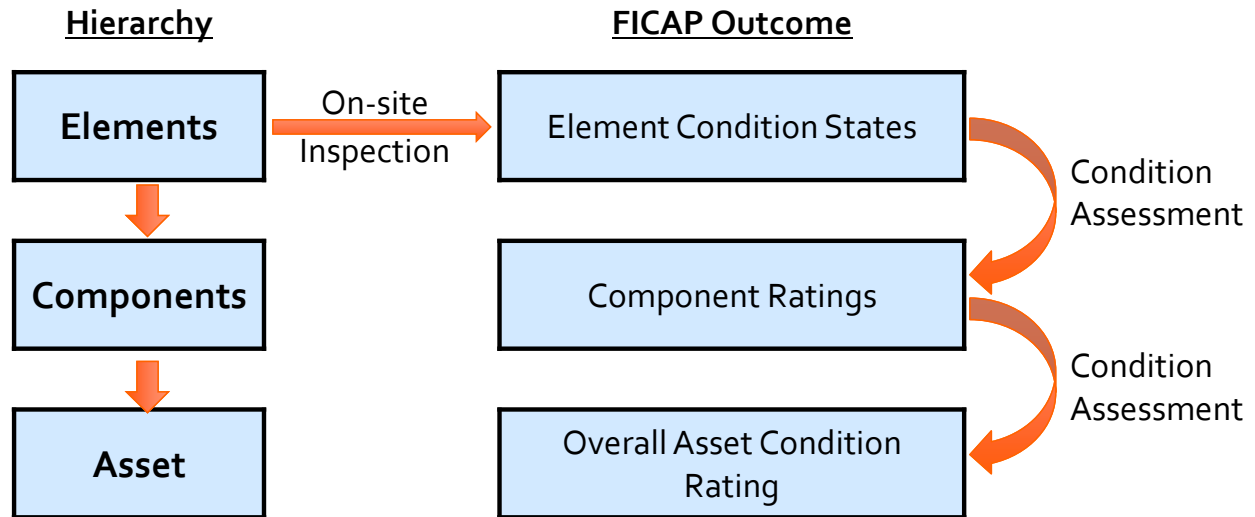 Hierarchy
FICAP Outcome
Elements
On-site
Inspection
Element Condition States
Condition
Assessment
Components
Component Ratings
Condition
Assessment
Asset
Overall Asset Condition
Rating